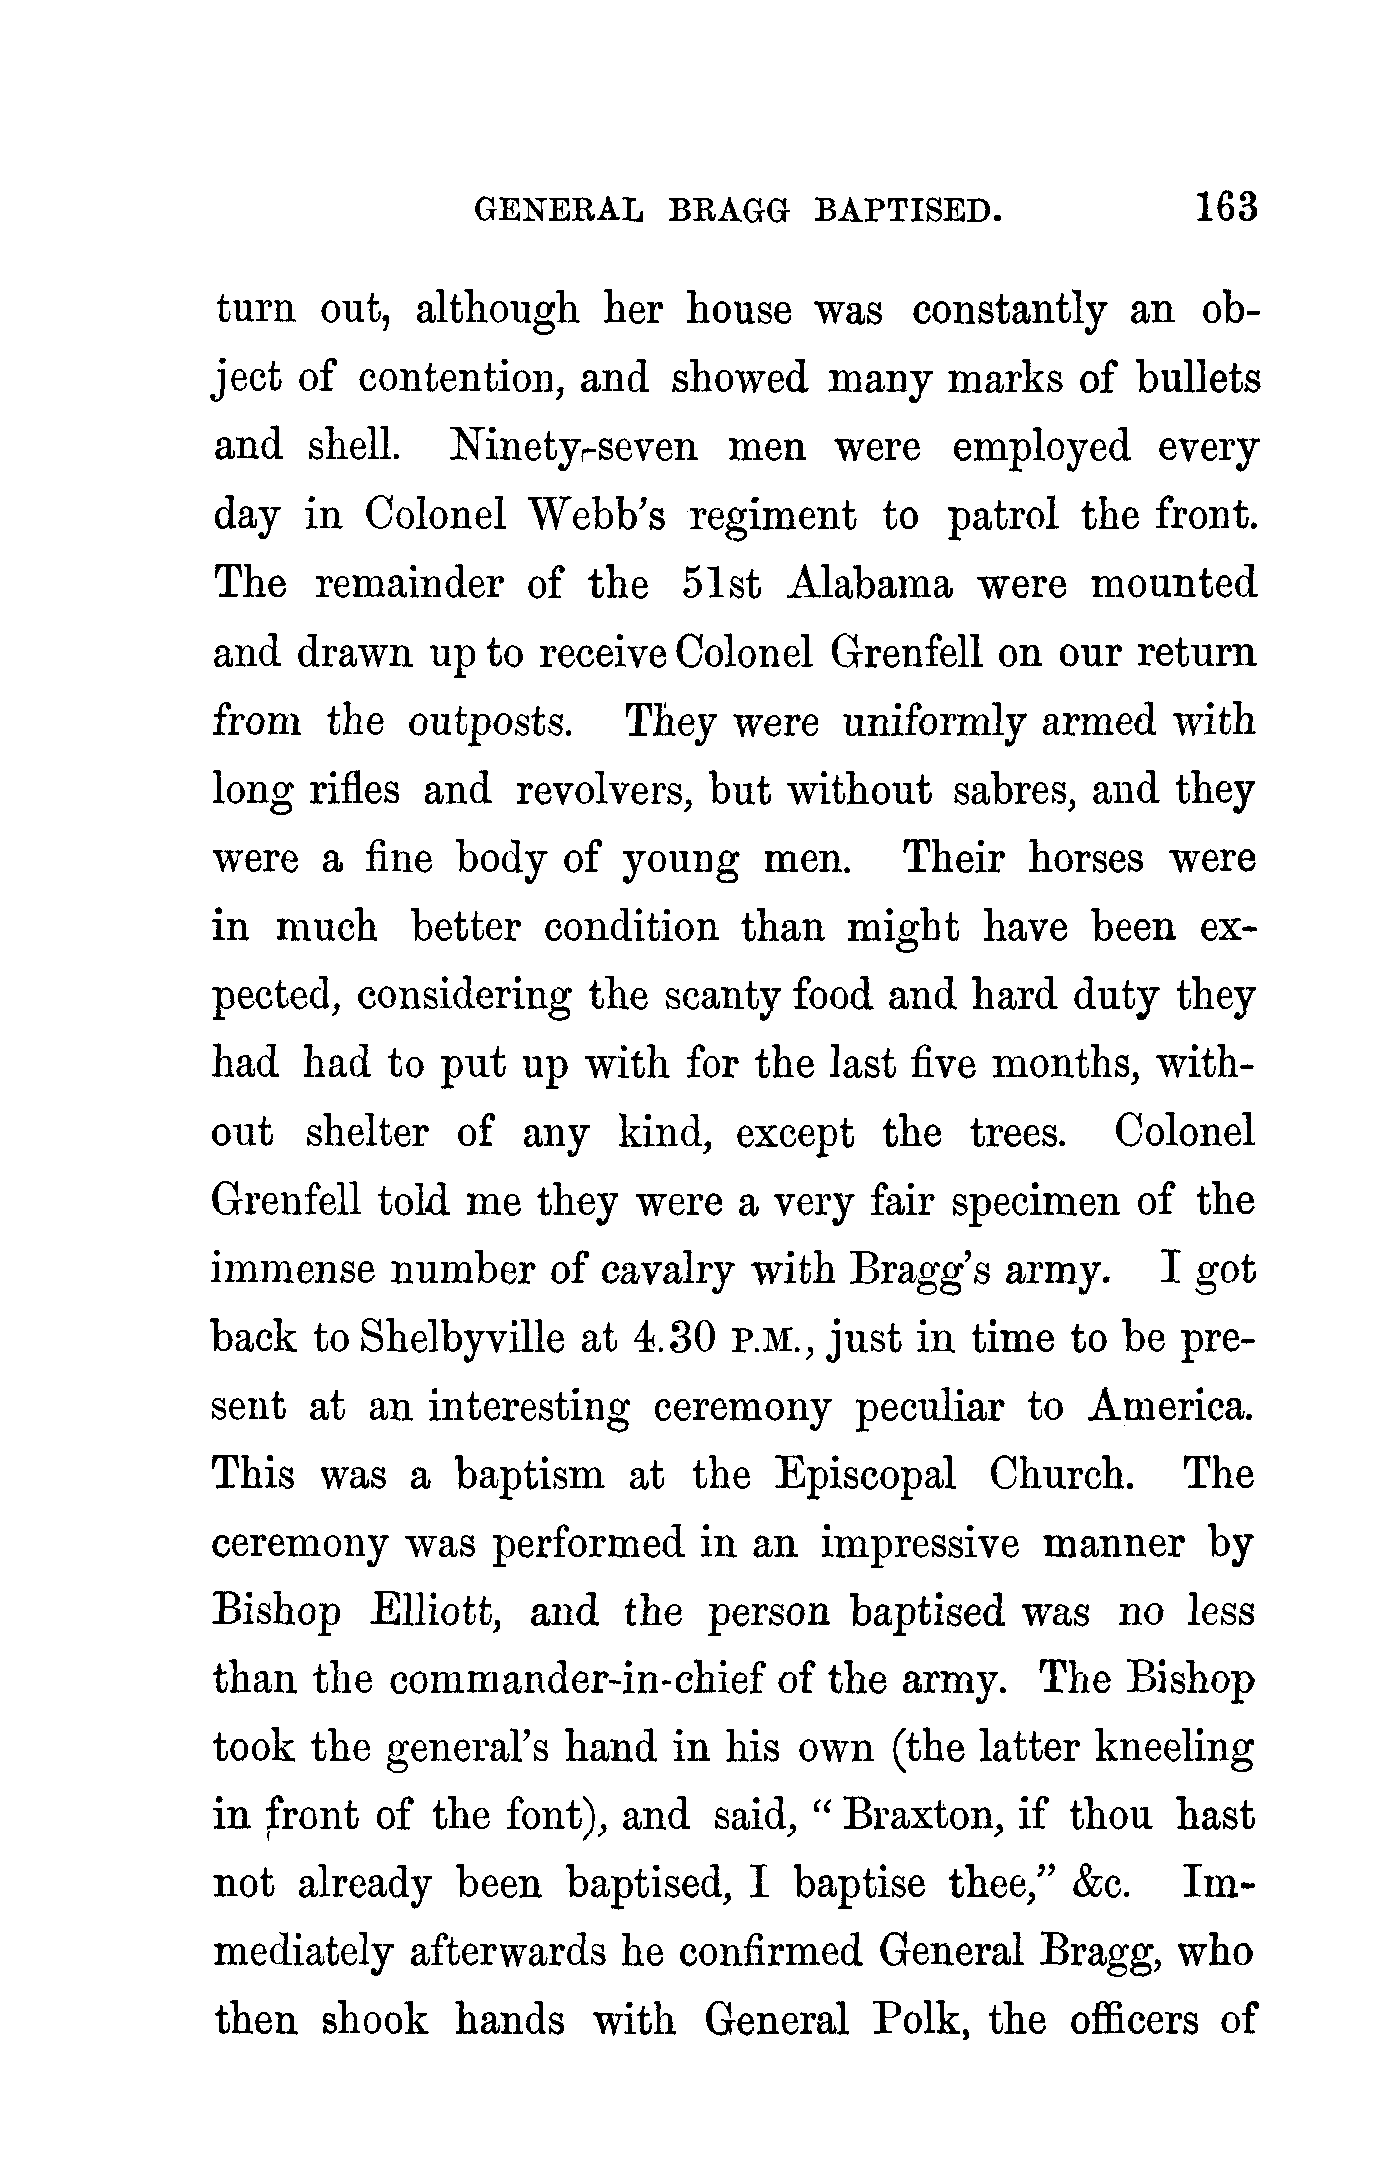 GENERAL BRAGG BAPTISED. 163
turn out, although her house was constantly an ob-
ject of contention, and showed many marks of bullets
and shell. Ninety-seven men were employed every
day in Colonel Webb's regiment to patrol the front.
The remainder of the 51st Alabama were mounted
and drawn up to receive Colonel Grenfell on our return
from the outposts. They were uniformly armed with
long rifles and revolvers, but without sabres, and they
were a fine body of young men. Their horses were
in much better condition than might have been ex-
pected, considering the scanty food and hard duty they
had had to put up with for the last five months, with-
out shelter of any kind, except the trees. Colonel
Grenfell told me they were a very fair specimen of the
immense number of cavalry with Bragg's army. I got
back to Shelbyville at 4.30 P.M., just in time to be pre-
sent at an interesting ceremony peculiar to America.
This was a baptism at the Episcopal Church. The
ceremony was performed in an impressive manner by
Bishop Elliott, and the person baptised was no less
than the commander-in-chief of the army. The Bishop
took the general's hand in his own (the latter kneeling
in front of the font), and said, “Braxton, if thou hast
not already been baptised, I baptise thee,” &c. Im-
mediately afterwards he confirmed General Bragg, who
then shook hands with General Polk, the officers of